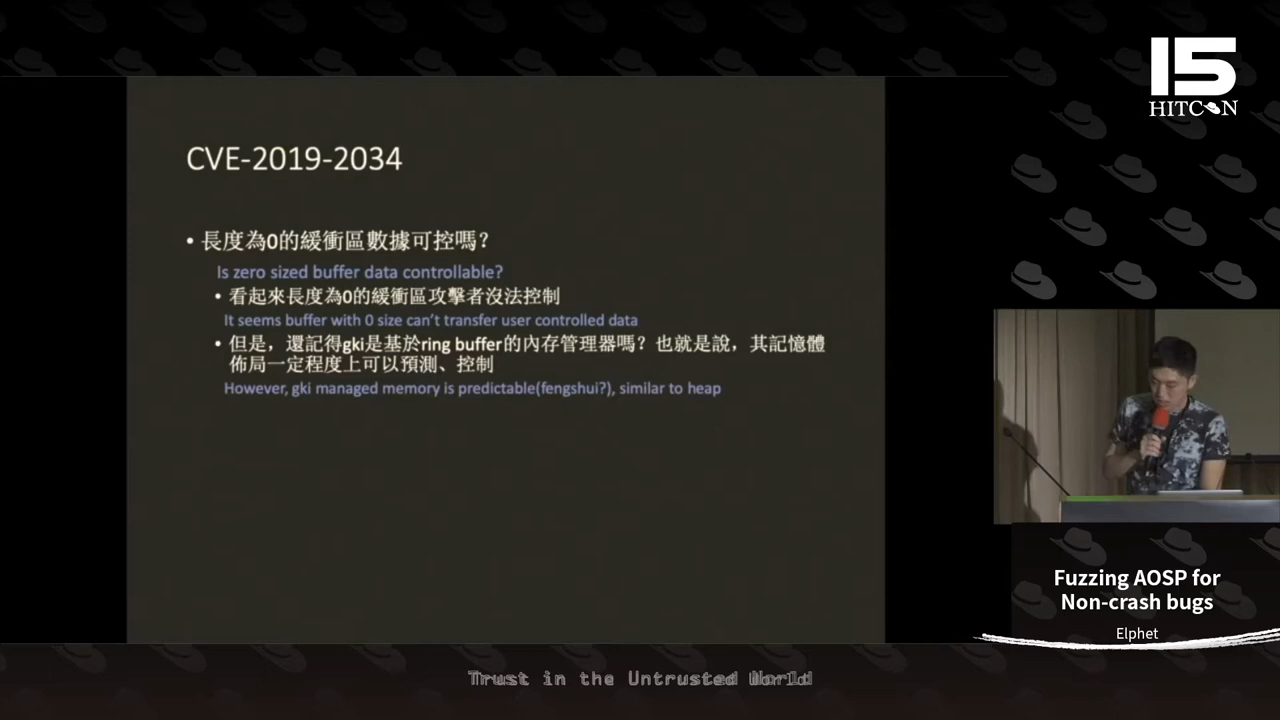 15
HITCON
CVE-2019-2034
• 長度為0的緩衝區數據可控嗎？
Is zero sized buffer data controllable?
• 看起來長度為0的緩衝區攻擊者沒法控制
It seems buffer with 0 size can't transfer user controlled data
• 但是，還記得gki是基於ring buffer的內存管理器嗎？也就是說，其記憶體
佈局一定程度上可以預測、控制
However, gki managed memory is predictable(fengshui?), similar to heap
Fuzzing AOSP for
Non-crash bugs
Elphet
Trust in the Untrusted World